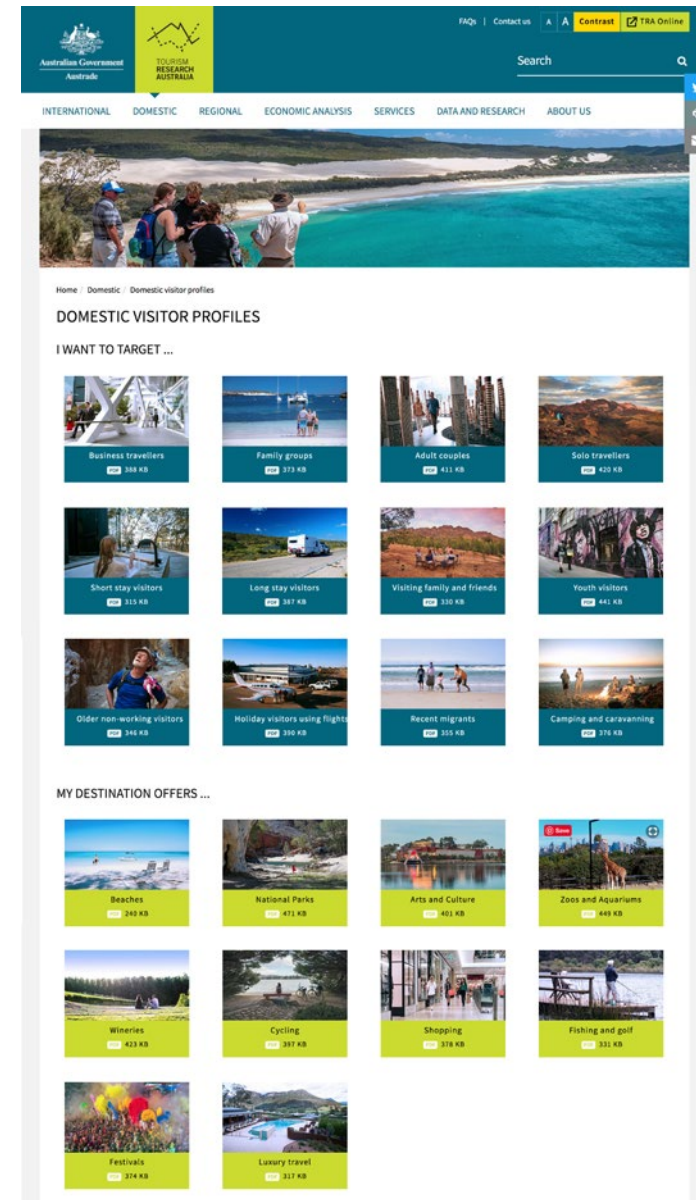 FAQs | Contact us A A Contrast TRA Online
Australian Government
Austrade
TOURISM
RESEARCH
AUSTRALIA
Search
INTERNATIONAL DOMESTIC REGIONAL ECONOMIC ANALYSIS SERVICES DATA AND RESEARCH ABOUT US
Home / Domestic / Domestic visitor profiles
DOMESTIC VISITOR PROFILES
I WANT TO TARGET ...
Business travellers Family groups Adult couples Solo travellers
PDF 388 KB PDF 373 KB PDF 411 KB PDF 420 KB
Short stay visitors Long stay visitors Visiting family and friends Youth visitors
PDF 315 KB PDF 387 KB PDF 330 KB PDF 441 KB
Older non-working visitors Holiday visitors using flights Recent migrants Camping and caravanning
PDF 346 KB PDF 390 KB PDF 355 KB PDF 376 KB
MY DESTINATION OFFERS ...
Beaches National Parks Arts and Culture Save Zoos and Aquariums
PDF 240 KB PDF 471 KB PDF 401 KB PDF 449 KB
Wineries Cycling Shopping Fishing and golf
PDF 423 KB PDF 397 KB PDF 378 KB PDF 331 KB
Festivals Luxury travel
PDF 374 KB PDF 317 KB